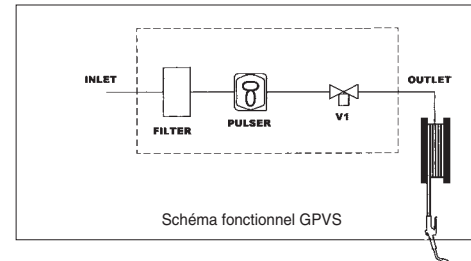 INLET
OUTLET
FILTER
PULSER
V1
Schéma fonctionnel GPVS